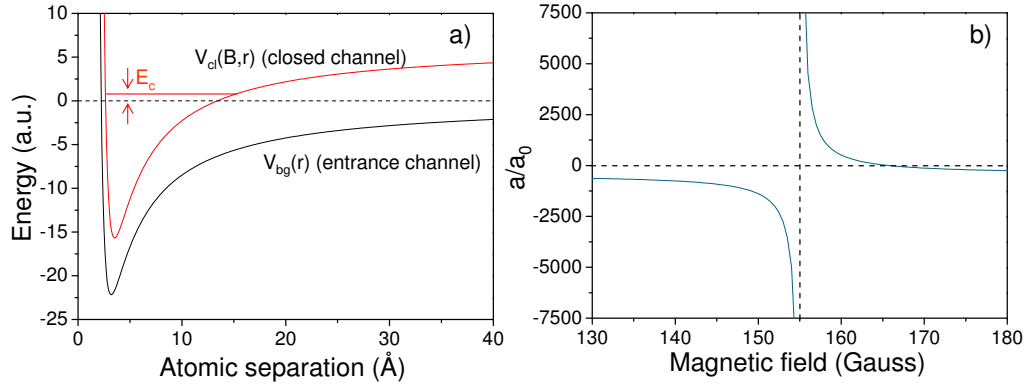 a)
V_cl(B,r) (closed channel)
E_c
V_bg(r) (entrance channel)
Energy (a.u.)
10
5
0
-5
-10
-15
-20
-25
0 10 20 30 40
Atomic separation (Å)
b)
a/a_0
7500
5000
2500
0
-2500
-5000
-7500
130 140 150 160 170 180
Magnetic field (Gauss)